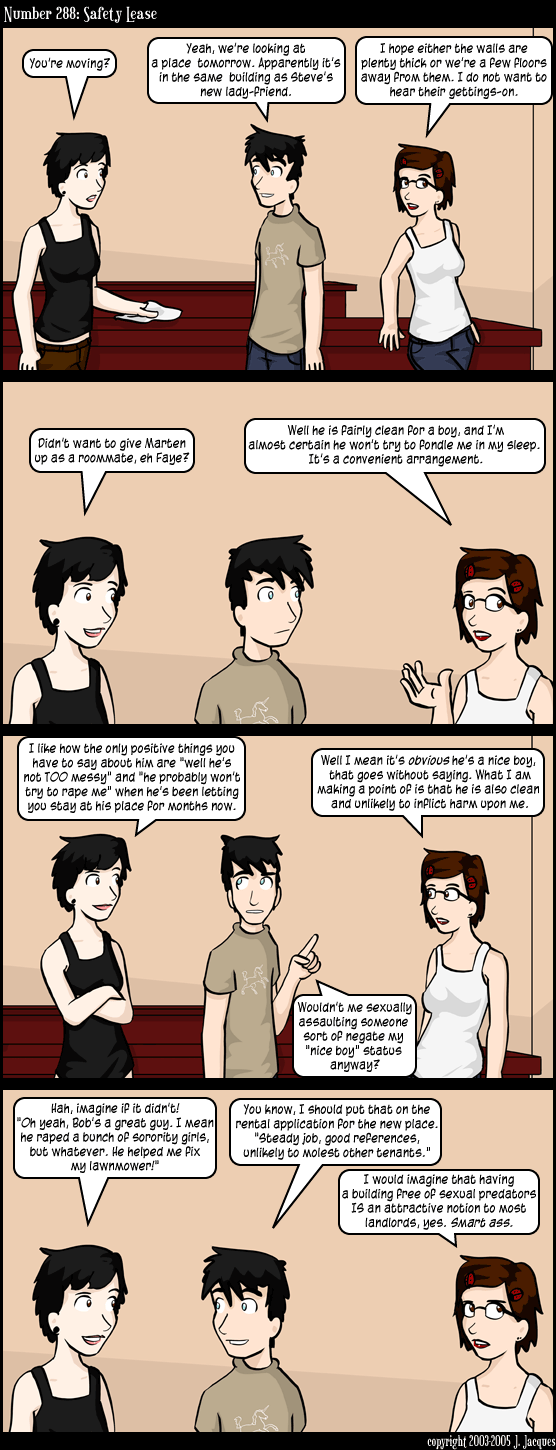 Number 288: Safety Lease
You're moving?
Yeah, we're looking at
a place tomorrow. Apparently it's
in the same building as Steve's
new lady-friend.
I hope either the walls are
plenty thick or we're a few floors
away from them. I do not want to
hear their gettings-on.
Didn't want to give Marten
up as a roommate, eh Faye?
Well he is fairly clean for a boy, and I'm
almost certain he won't try to fondle me in my sleep.
It's a convenient arrangement.
I like how the only positive things you
have to say about him are "well he's
not TOO messy" and "he probably won't
try to rape me" when he's been letting
you stay at his place for months now.
Well I mean it's obvious he's a nice boy,
that goes without saying. What I am
making a point of is that he is also clean
and unlikely to inflict harm upon me.
Wouldn't me sexually
assaulting someone
sort of negate my
"nice boy" status
anyway?
Hah, imagine if it didn't!
"Oh yeah, Bob's a great guy. I mean
he raped a bunch of sorority girls,
but whatever. He helped me fix
my lawnmower!"
You know, I should put that on the
rental application for the new place.
"Steady job, good references,
unlikely to molest other tenants."
I would imagine that having
a building free of sexual predators
IS an attractive notion to most
landlords, yes. Smart ass.
copyright 2003-2005 J. Jacques